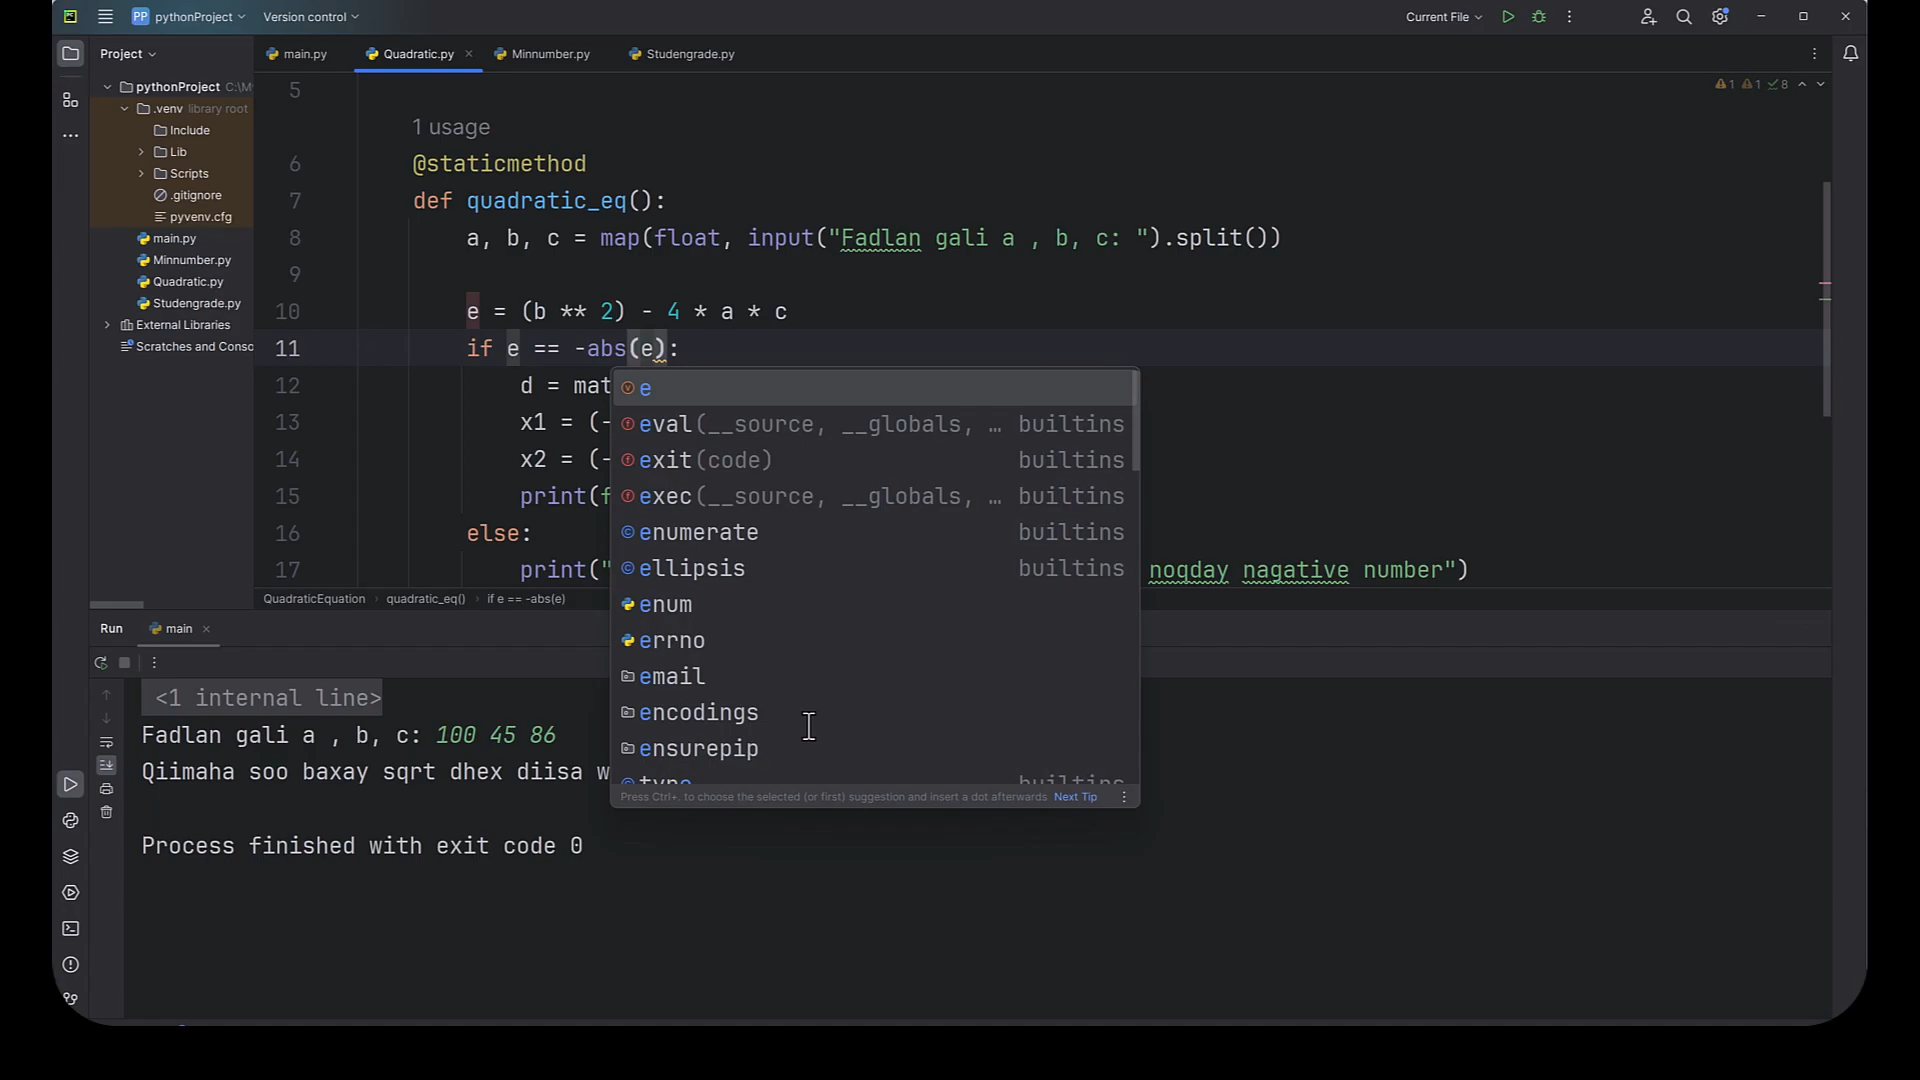 PP pythonProject Version control Current File
Project main.py Quadratic.py Minnumber.py Studengrade.py
pythonProject C:\M
.venv library root
Include
Lib
Scripts
.gitignore
pyvenv.cfg
main.py
Minnumber.py
Quadratic.py
Studengrade.py
External Libraries
Scratches and Conso
1 1 8
5
1 usage
6 @staticmethod
7 def quadratic_eq():
8 a, b, c = map(float, input("Fadlan gali a , b, c: ").split())
9
10 e = (b ** 2) - 4 * a * c
11 if e == -abs(e):
12 d = mat
13 x1 = (-
14 x2 = (-
15 print(f
16 else:
17 print(" noqday nagative number")
e
eval(__source, __globals, … builtins
exit(code) builtins
exec(__source, __globals, … builtins
enumerate builtins
ellipsis builtins
enum
errno
email
encodings
ensurepip
type builtins
Press Ctrl+. to choose the selected (or first) suggestion and insert a dot afterwards Next Tip
QuadraticEquation quadratic_eq() if e == -abs(e)
Run main
<1 internal line>
Fadlan gali a , b, c: 100 45 86
Qiimaha soo baxay sqrt dhex diisa w
Process finished with exit code 0